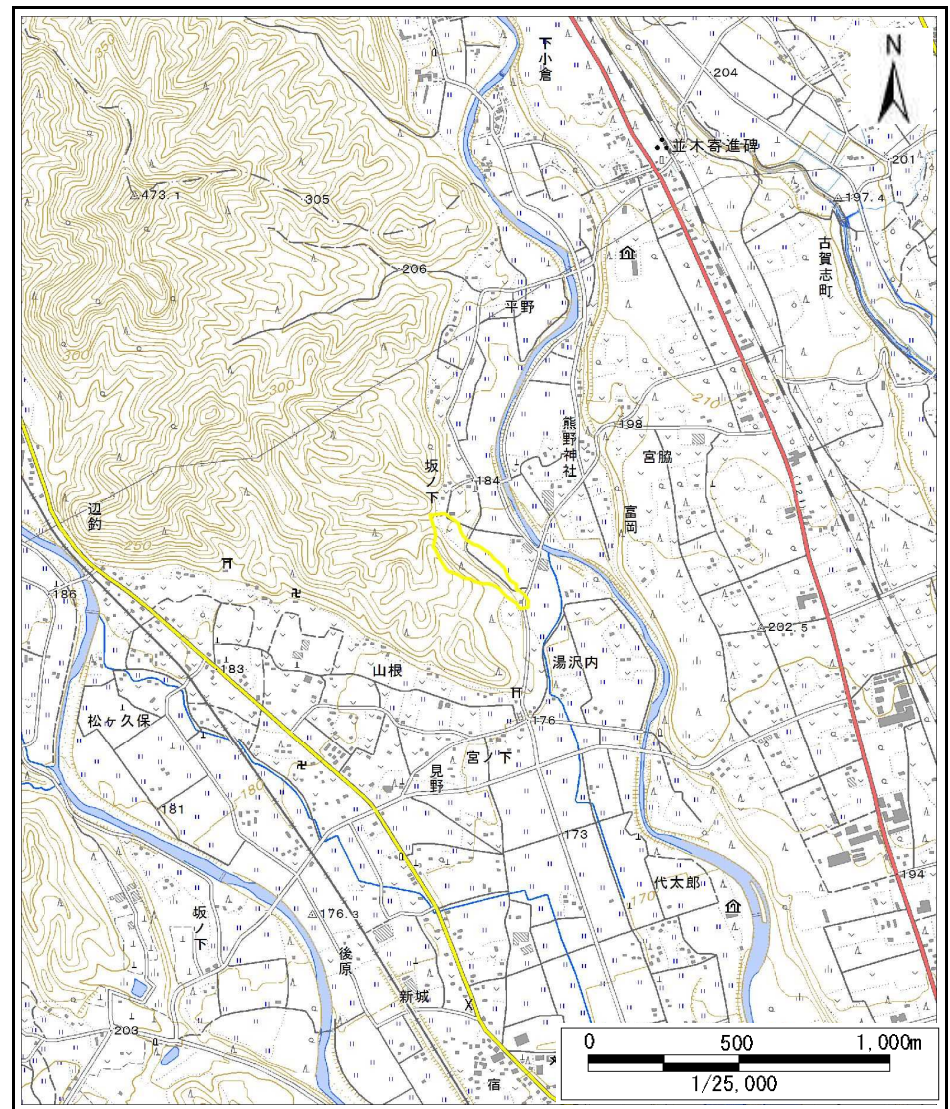 N
下小倉
204
並木寄進碑
201
197.4
古賀志町
350
473.1
305
206
平野
300
300
210
熊野神社
198
宮脇
坂ノ下
184
富岡
121
辺釣
250
186
202.5
183
山根
湯沢内
176
松ヶ久保
宮ノ下
見野
180
181
173
代太郎
170
194
坂ノ下
176.3
後原
新城
203
宿
0 500 1,000m
1/25,000